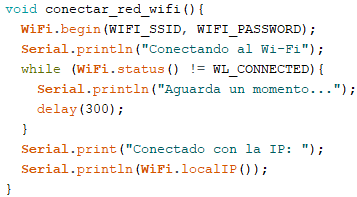 void conectar_red_wifi(){
  WiFi.begin(WIFI_SSID, WIFI_PASSWORD);
  Serial.println("Conectando al Wi-Fi");
  while (WiFi.status() != WL_CONNECTED){
    Serial.println("Aguarda un momento...");
    delay(300);
  }
  Serial.print("Conectado con la IP: ");
  Serial.println(WiFi.localIP());
}